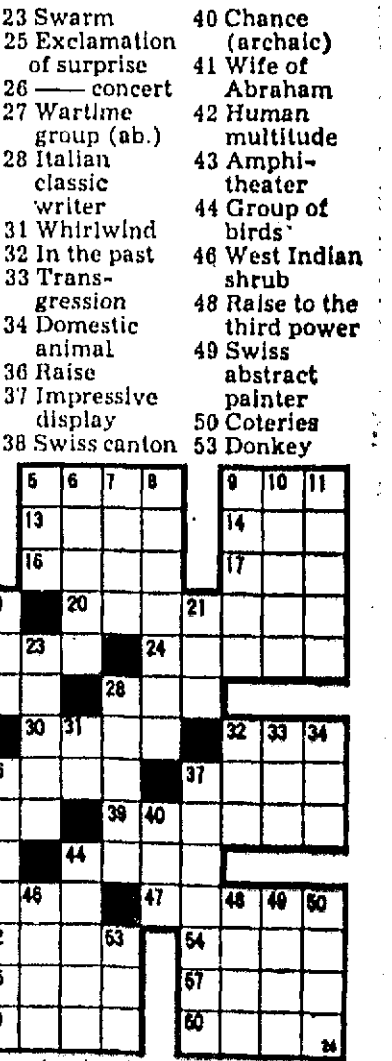 23 Swarm
25 Exclamation
of surprise
26 —— concert
27 Wartime
group (ab.)
28 Italian
classic
writer
31 Whirlwind
32 In the past
33 Trans-
gression
34 Domestic
animal
36 Raise
37 Impressive
display
38 Swiss canton
40 Chance
(archaic)
41 Wife of
Abraham
42 Human
multitude
43 Amphi-
theater
44 Group of
birds
46 West Indian
shrub
48 Raise to the
third power
49 Swiss
abstract
painter
50 Coteries
53 Donkey
5 6 7 8 9 10 11
13 14
16 17
20 21
23 24
28
30 31 32 33 34
37
39 40
44
46 47 48 49 50
53 54
57
60
24